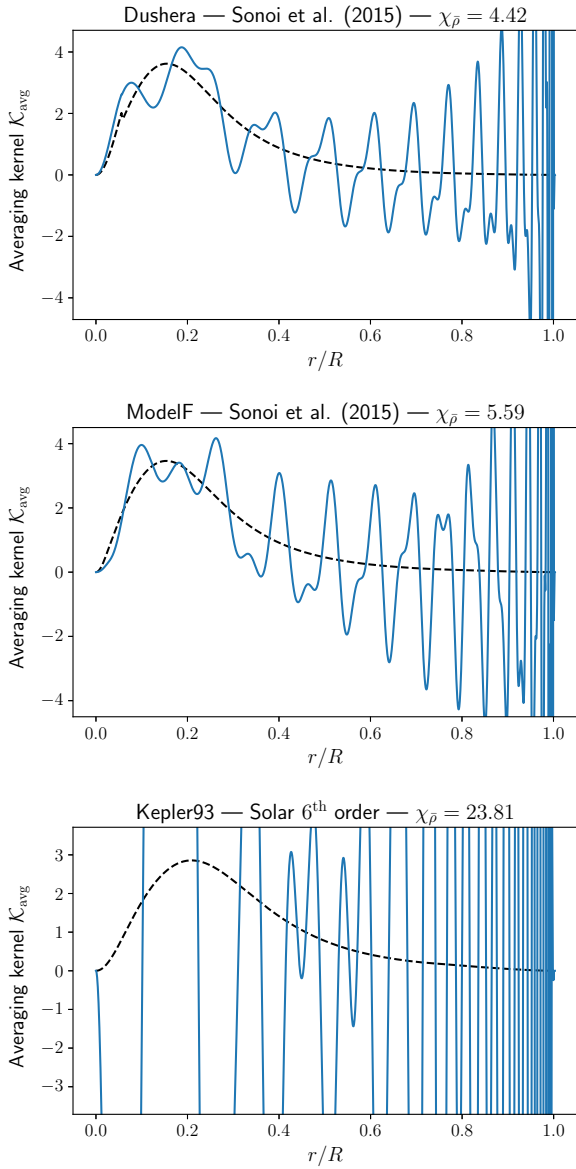 Dushera — Sonoi et al. (2015) — χ_ρ̄ = 4.42
Averaging kernel 𝒦_avg
4
2
0
−2
−4
0.0 0.2 0.4 0.6 0.8 1.0
r/R
ModelF — Sonoi et al. (2015) — χ_ρ̄ = 5.59
Averaging kernel 𝒦_avg
4
2
0
−2
−4
0.0 0.2 0.4 0.6 0.8 1.0
r/R
Kepler93 — Solar 6th order — χ_ρ̄ = 23.81
Averaging kernel 𝒦_avg
3
2
1
0
−1
−2
−3
0.0 0.2 0.4 0.6 0.8 1.0
r/R